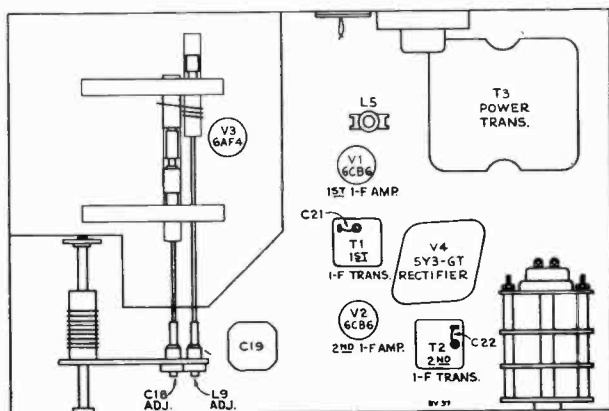 T3
POWER
TRANS.
L5
V3
6AF4
V1
6CB6
1ST I-F AMP.
C21
T1
1ST
I-F TRANS.
V4
5Y3-GT
RECTIFIER
V2
6CB6
2ND I-F AMP.
T2
2ND
I-F TRANS.
C22
C19
C18
ADJ.
L9
ADJ.